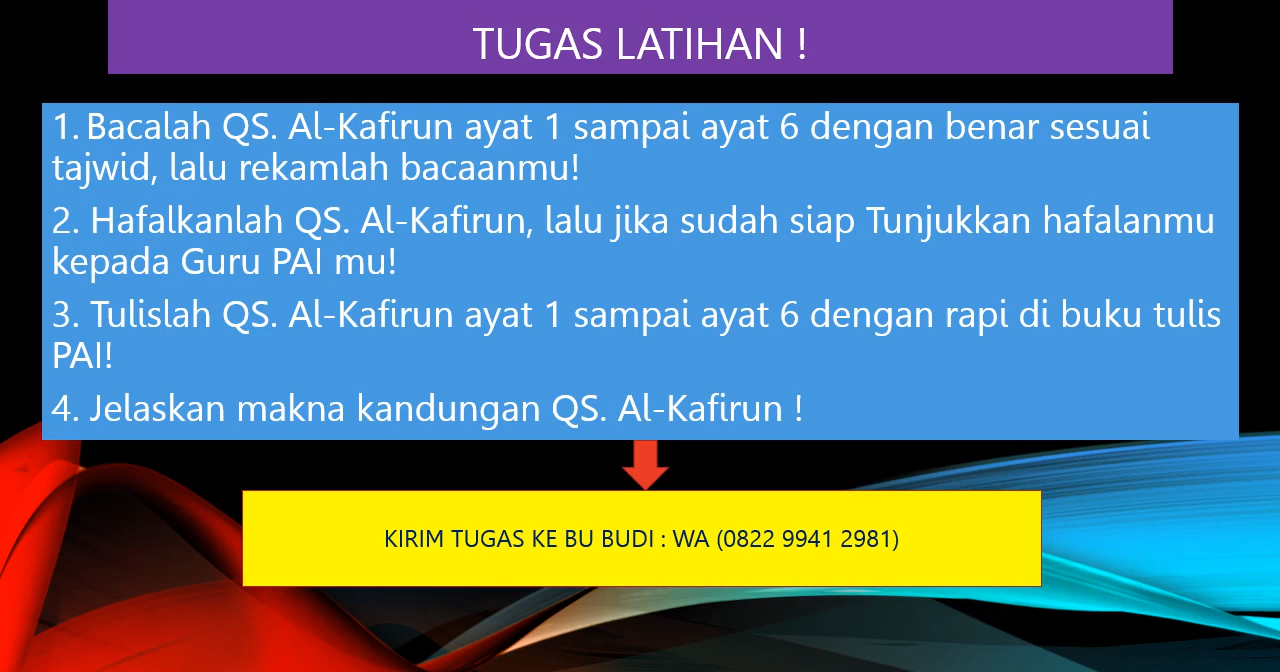 TUGAS LATIHAN !
1. Bacalah QS. Al-Kafirun ayat 1 sampai ayat 6 dengan benar sesuai
tajwid, lalu rekamlah bacaanmu!
2. Hafalkanlah QS. Al-Kafirun, lalu jika sudah siap Tunjukkan hafalanmu
kepada Guru PAI mu!
3. Tulislah QS. Al-Kafirun ayat 1 sampai ayat 6 dengan rapi di buku tulis
PAI!
4. Jelaskan makna kandungan QS. Al-Kafirun !
KIRIM TUGAS KE BU BUDI : WA (0822 9941 2981)